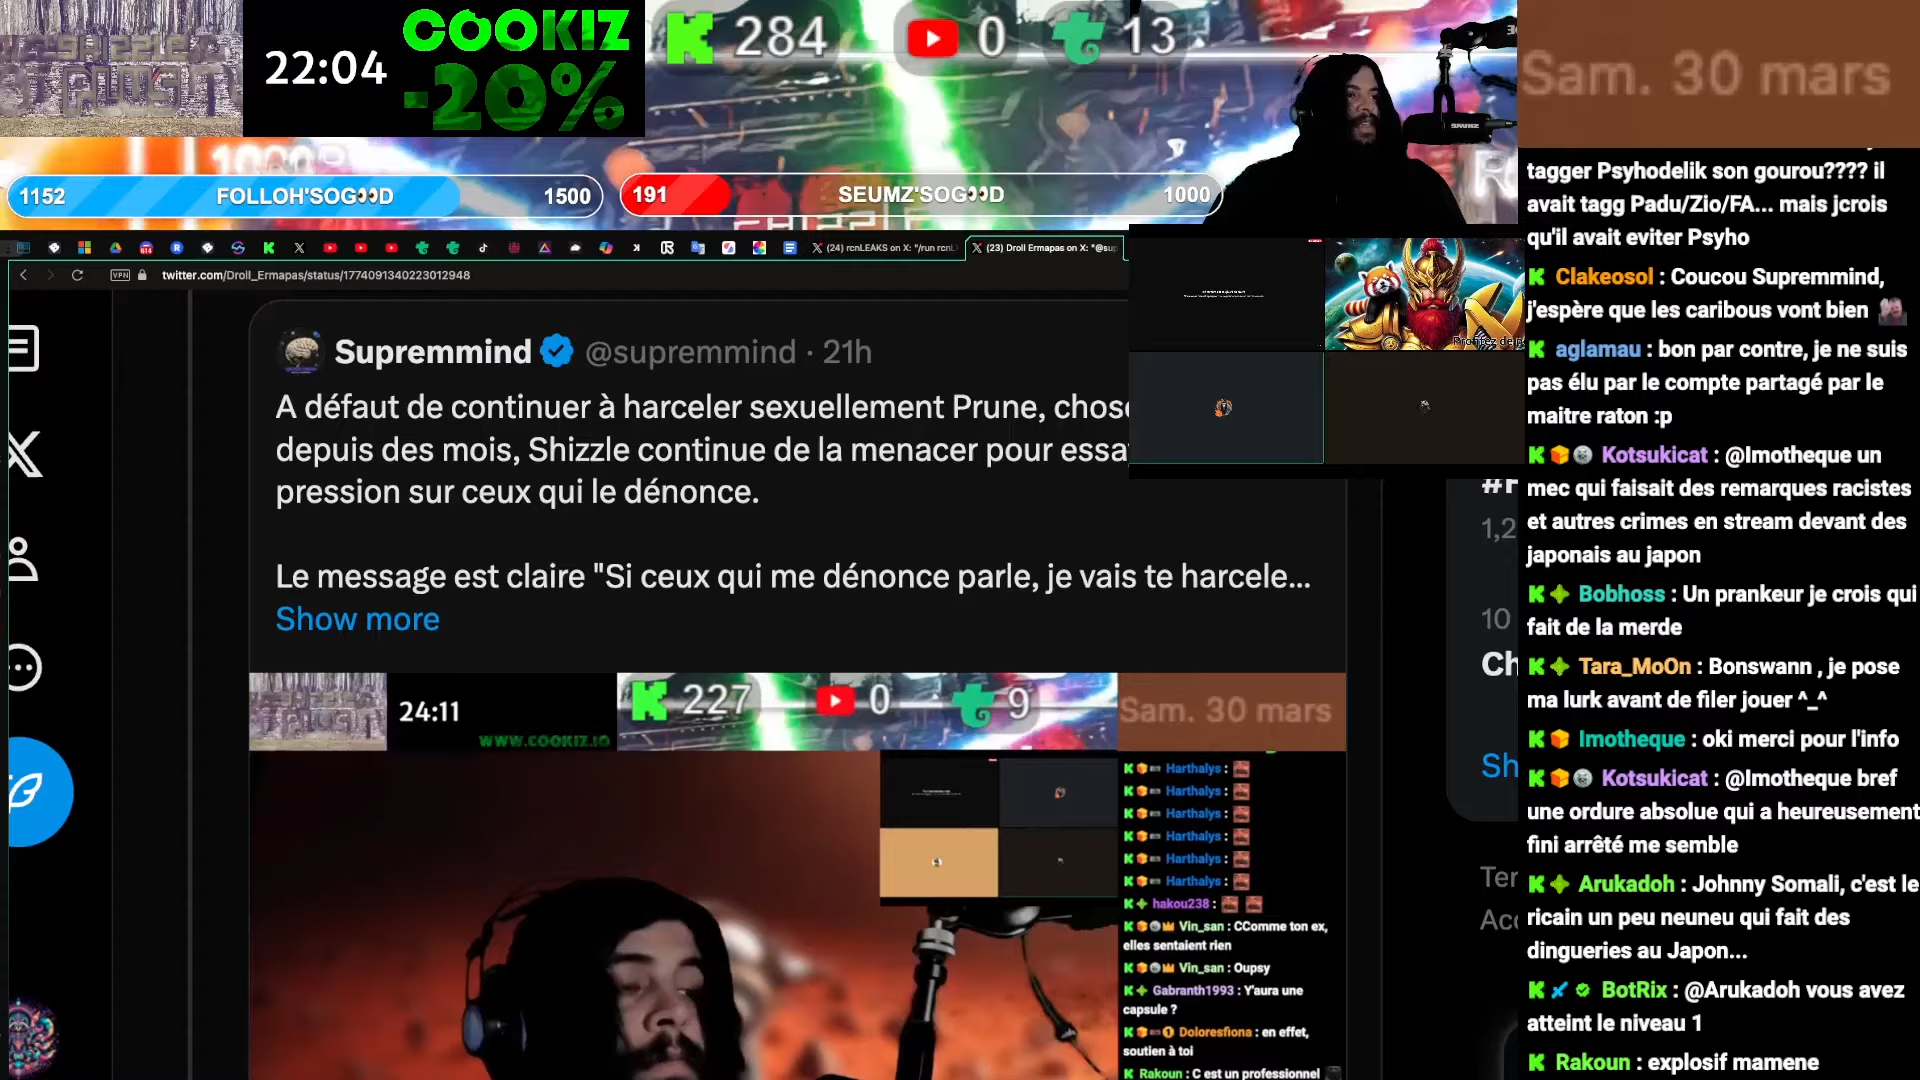 22:04
COOKIZ
-20%
284
0
13
Sam. 30 mars
1152
FOLLOH'SOG👀D
1500
191
SEUMZ'SOG👀D
1000
(24) rcnLEAKS on X: "/run rcnL
(23) Droll Ermapas on X: "@sup
VPN
twitter.com/Droll_Ermapas/status/1774091340223012948
Supremmind
@supremmind · 21h
A défaut de continuer à harceler sexuellement Prune, chose
depuis des mois, Shizzle continue de la menacer pour essa
pression sur ceux qui le dénonce.
Le message est claire "Si ceux qui me dénonce parle, je vais te harcele...
Show more
24:11
WWW.COOKIZ.IO
227
0
9
Sam. 30 mars
Harthalys :
Harthalys :
Harthalys :
Harthalys :
Harthalys :
Harthalys :
hakou238 :
Vin_san : CComme ton ex,
elles sentaient rien
Vin_san : Oupsy
Gabranth1993 : Y'aura une
capsule ?
Doloresfiona : en effet,
soutien à toi
Rakoun : C est un professionnel
1,2
10
Ch
Sh
Ter
Acc
tagger Psyhodelik son gourou???? il
avait tagg Padu/Zio/FA... mais jcrois
qu'il avait eviter Psyho
Clakeosol : Coucou Supremmind,
j'espère que les caribous vont bien
aglamau : bon par contre, je ne suis
pas élu par le compte partagé par le
maitre raton :p
Kotsukicat : @Imotheque un
mec qui faisait des remarques racistes
et autres crimes en stream devant des
japonais au japon
Bobhoss : Un prankeur je crois qui
fait de la merde
Tara_MoOn : Bonswann , je pose
ma lurk avant de filer jouer ^_^
Imotheque : oki merci pour l'info
Kotsukicat : @Imotheque bref
une ordure absolue qui a heureusement
fini arrêté me semble
Arukadoh : Johnny Somali, c'est le
ricain un peu neuneu qui fait des
dingueries au Japon...
BotRix : @Arukadoh vous avez
atteint le niveau 1
Rakoun : explosif mamene